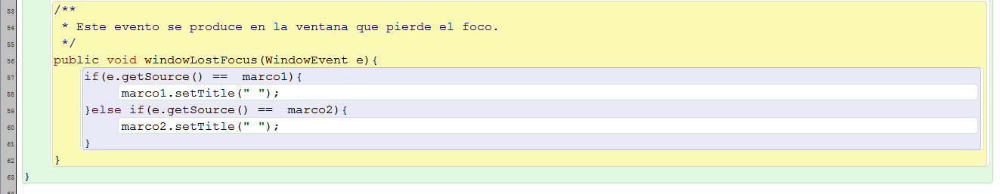 53 /**
54 * Este evento se produce en la ventana que pierde el foco.
55 */
56 public void windowLostFocus(WindowEvent e){
57 if(e.getSource() ==  marco1){
58 marco1.setTitle(" ");
59 }else if(e.getSource() ==  marco2){
60 marco2.setTitle(" ");
61 }
62 }
63 }